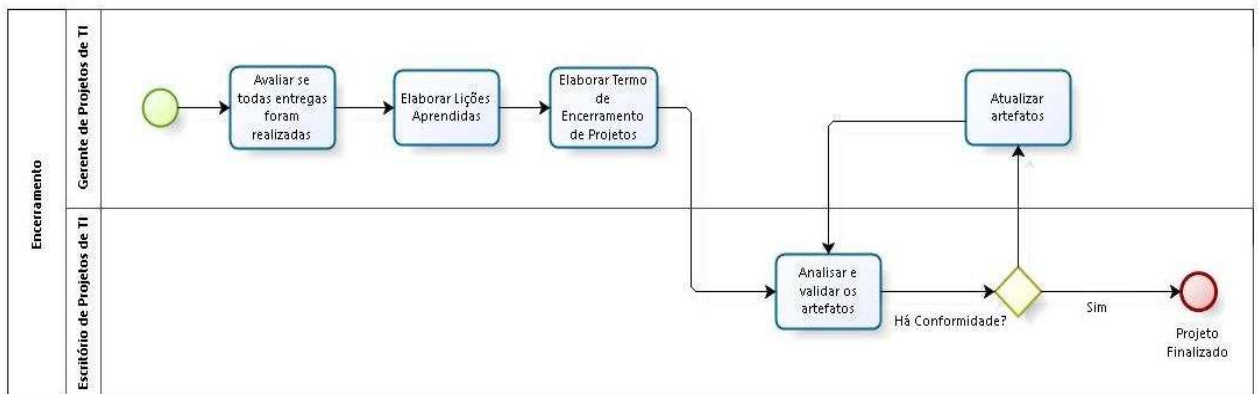 Encerramento
Gerente de Projetos de TI
Avaliar se
todas entregas
foram
realizadas
Elaborar Lições
Aprendidas
Elaborar Termo
de
Encerramento
de Projetos
Atualizar
artefatos
Escritório de Projetos de TI
Analisar e
validar os
artefatos
Há Conformidade?
Sim
Projeto
Finalizado